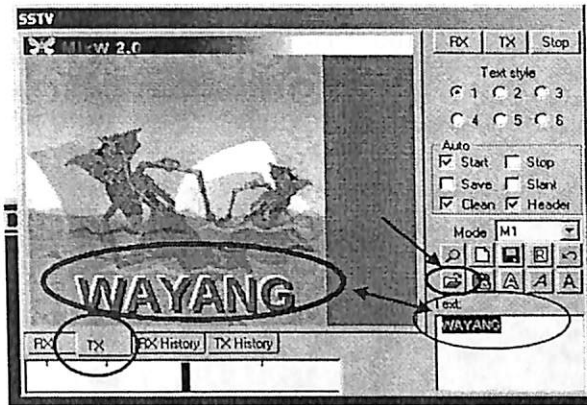 SSTV
MixW 2.0
RX TX Stop
Text style
1 2 3
4 5 6
Auto
Start Stop
Save Slant
Clean Header
Mode M1
R
A A A
Text:
WAYANG
WAYANG
RX TX RX History TX History